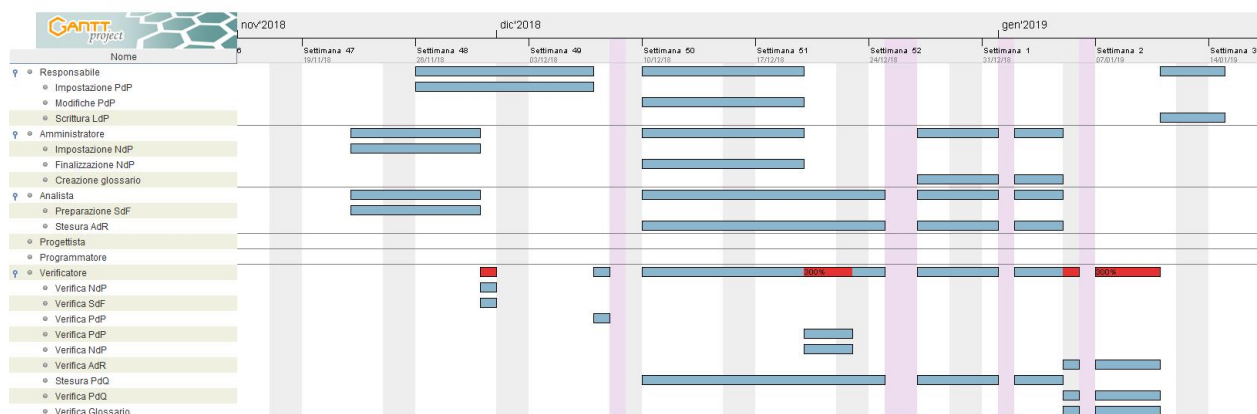 GANTT project
nov'2018 dic'2018 gen'2019
6 Settimana 47 Settimana 48 Settimana 49 Settimana 50 Settimana 51 Settimana 52 Settimana 1 Settimana 2 Settimana 3
Nome 19/11/18 26/11/18 03/12/18 10/12/18 17/12/18 24/12/18 31/12/18 07/01/19 14/01/19
Responsabile
Impostazione PdP
Modifiche PdP
Scrittura LdP
Amministratore
Impostazione NdP
Finalizzazione NdP
Creazione glossario
Analista
Preparazione SdF
Stesura AdR
Progettista
Programmatore
Verificatore 300% 300%
Verifica NdP
Verifica SdF
Verifica PdP
Verifica PdP
Verifica NdP
Verifica AdR
Stesura PdQ
Verifica PdQ
Verifica Glossario